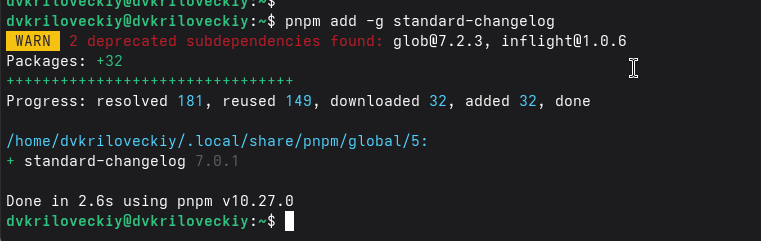 dvkriloveckiy@dvkriloveckiy:~$
dvkriloveckiy@dvkriloveckiy:~$ pnpm add -g standard-changelog
WARN 2 deprecated subdependencies found: glob@7.2.3, inflight@1.0.6
Packages: +32
++++++++++++++++++++++++++++++++
Progress: resolved 181, reused 149, downloaded 32, added 32, done
/home/dvkriloveckiy/.local/share/pnpm/global/5:
+ standard-changelog 7.0.1
Done in 2.6s using pnpm v10.27.0
dvkriloveckiy@dvkriloveckiy:~$